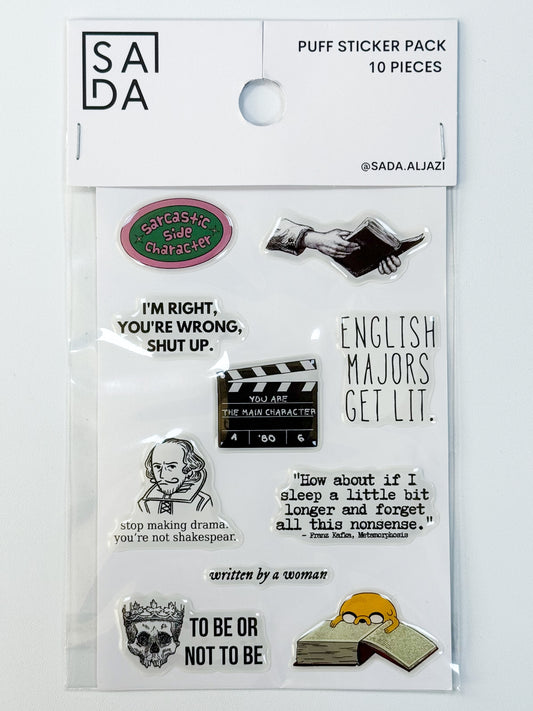 SA
DA
PUFF STICKER PACK
10 PIECES
@SADA.ALJAZI
Sarcastic
Side
Character
I'M RIGHT,
YOU'RE WRONG,
SHUT UP.
ENGLISH
MAJORS
GET LIT.
YOU ARE
THE MAIN CHARACTER
A '80 6
stop making drama.
you're not shakespear.
"How about if I
sleep a little bit
longer and forget
all this nonsense."
- Franz Kafka, Metamorphosis
written by a woman
TO BE OR
NOT TO BE